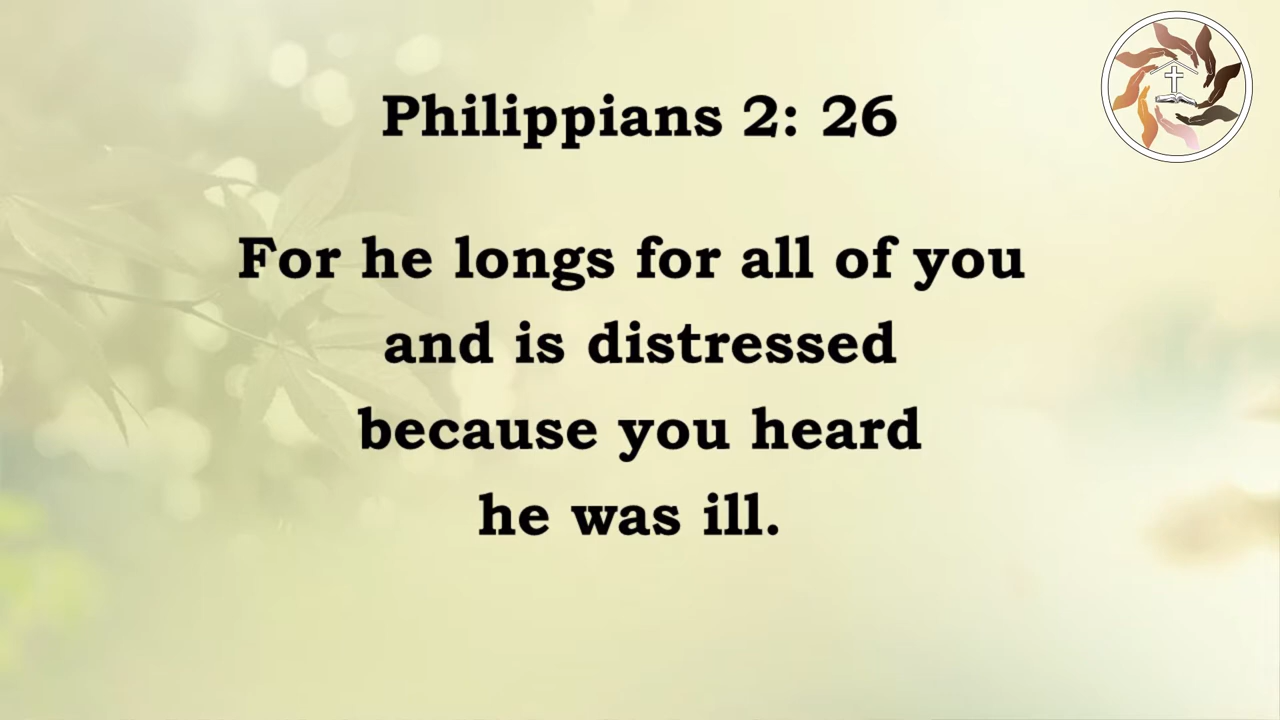 Philippians 2: 26
For he longs for all of you
and is distressed
because you heard
he was ill.